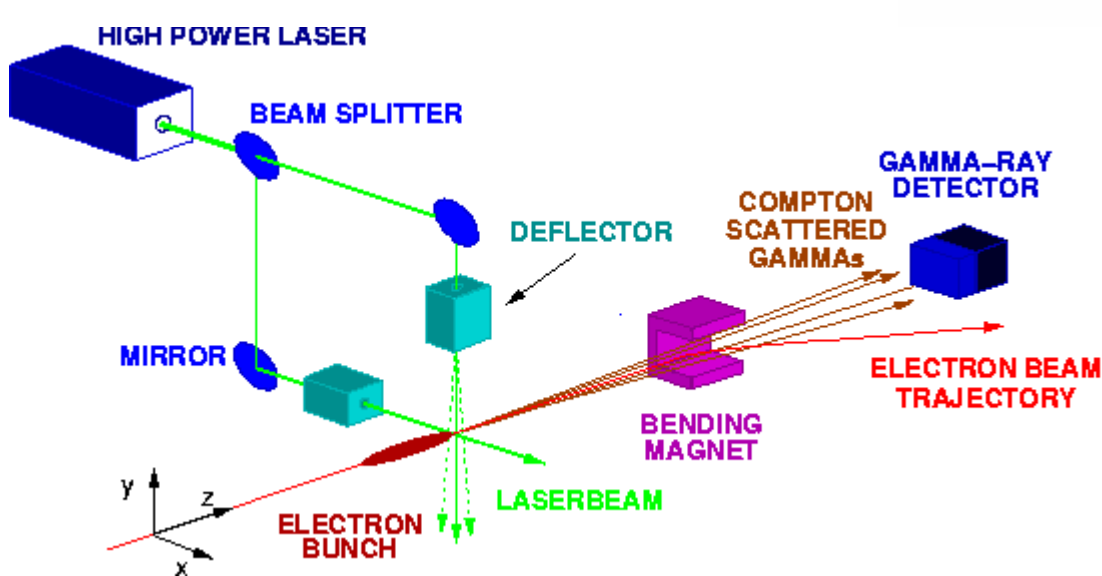 HIGH POWER LASER
BEAM SPLITTER
GAMMA-RAY
DETECTOR
COMPTON
SCATTERED
GAMMAs
DEFLECTOR
MIRROR
ELECTRON BEAM
TRAJECTORY
BENDING
MAGNET
y
z
LASERBEAM
ELECTRON
BUNCH
x